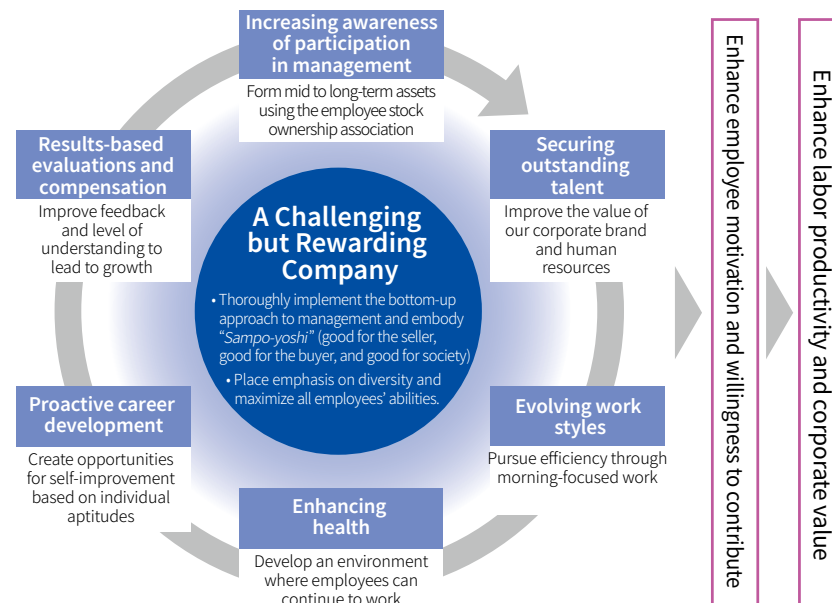 Increasing awareness
of participation
in management
Form mid to long-term assets
using the employee stock
ownership association
Securing
outstanding
talent
Improve the value of
our corporate brand
and human
resources
Evolving work
styles
Pursue efficiency through
morning-focused work
Enhancing
health
Develop an environment
where employees can
continue to work
Proactive career
development
Create opportunities
for self-improvement
based on individual
aptitudes
Results-based
evaluations and
compensation
Improve feedback
and level of
understanding to
lead to growth
A Challenging
but Rewarding
Company
• Thoroughly implement the bottom-up
approach to management and embody
“Sampo-yoshi” (good for the seller,
good for the buyer, and good for society)
• Place emphasis on diversity and
maximize all employees’ abilities.
Enhance employee motivation and willingness to contribute
Enhance labor productivity and corporate value